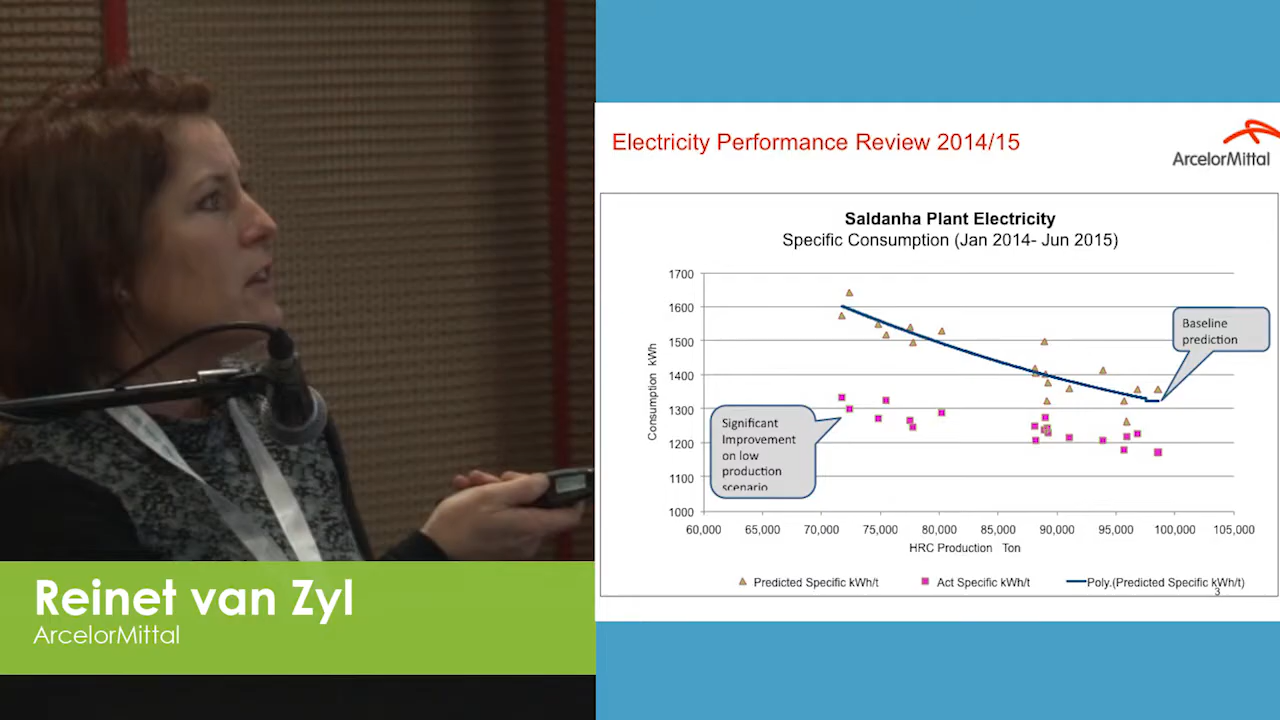 Electricity Performance Review 2014/15
ArcelorMittal
Saldanha Plant Electricity
Specific Consumption (Jan 2014- Jun 2015)
1700
1600
1500
1400
1300
1200
1100
1000
Consumption kWh
Baseline
prediction
Significant
Improvement
on low
production
scenario
60,000 65,000 70,000 75,000 80,000 85,000 90,000 95,000 100,000 105,000
HRC Production Ton
Predicted Specific kWh/t Act Specific kWh/t Poly.(Predicted Specific kWh/t)
3
Reinet van Zyl
ArcelorMittal